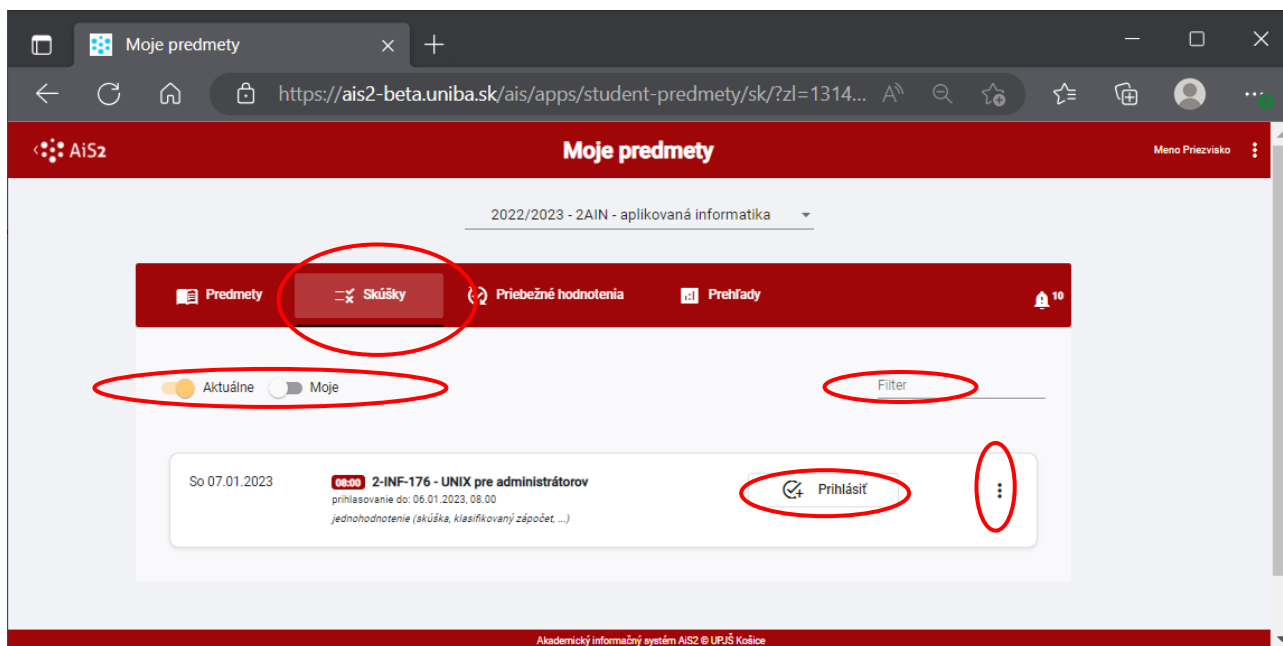 Moje predmety
https://ais2-beta.uniba.sk/ais/apps/student-predmety/sk/?zl=1314...
AiS2
Moje predmety
Meno Priezvisko
2022/2023 - 2AIN - aplikovaná informatika
Predmety
Skúšky
Priebežné hodnotenia
Prehľady
10
Aktuálne
Moje
Filter
So 07.01.2023
08:00 2-INF-176 - UNIX pre administrátorov
prihlasovanie do: 06.01.2023, 08.00
jednohodnotenie (skúška, klasifikovaný zápočet, ...)
Prihlásiť
Akademický informačný systém AiS2 © UPJŠ Košice